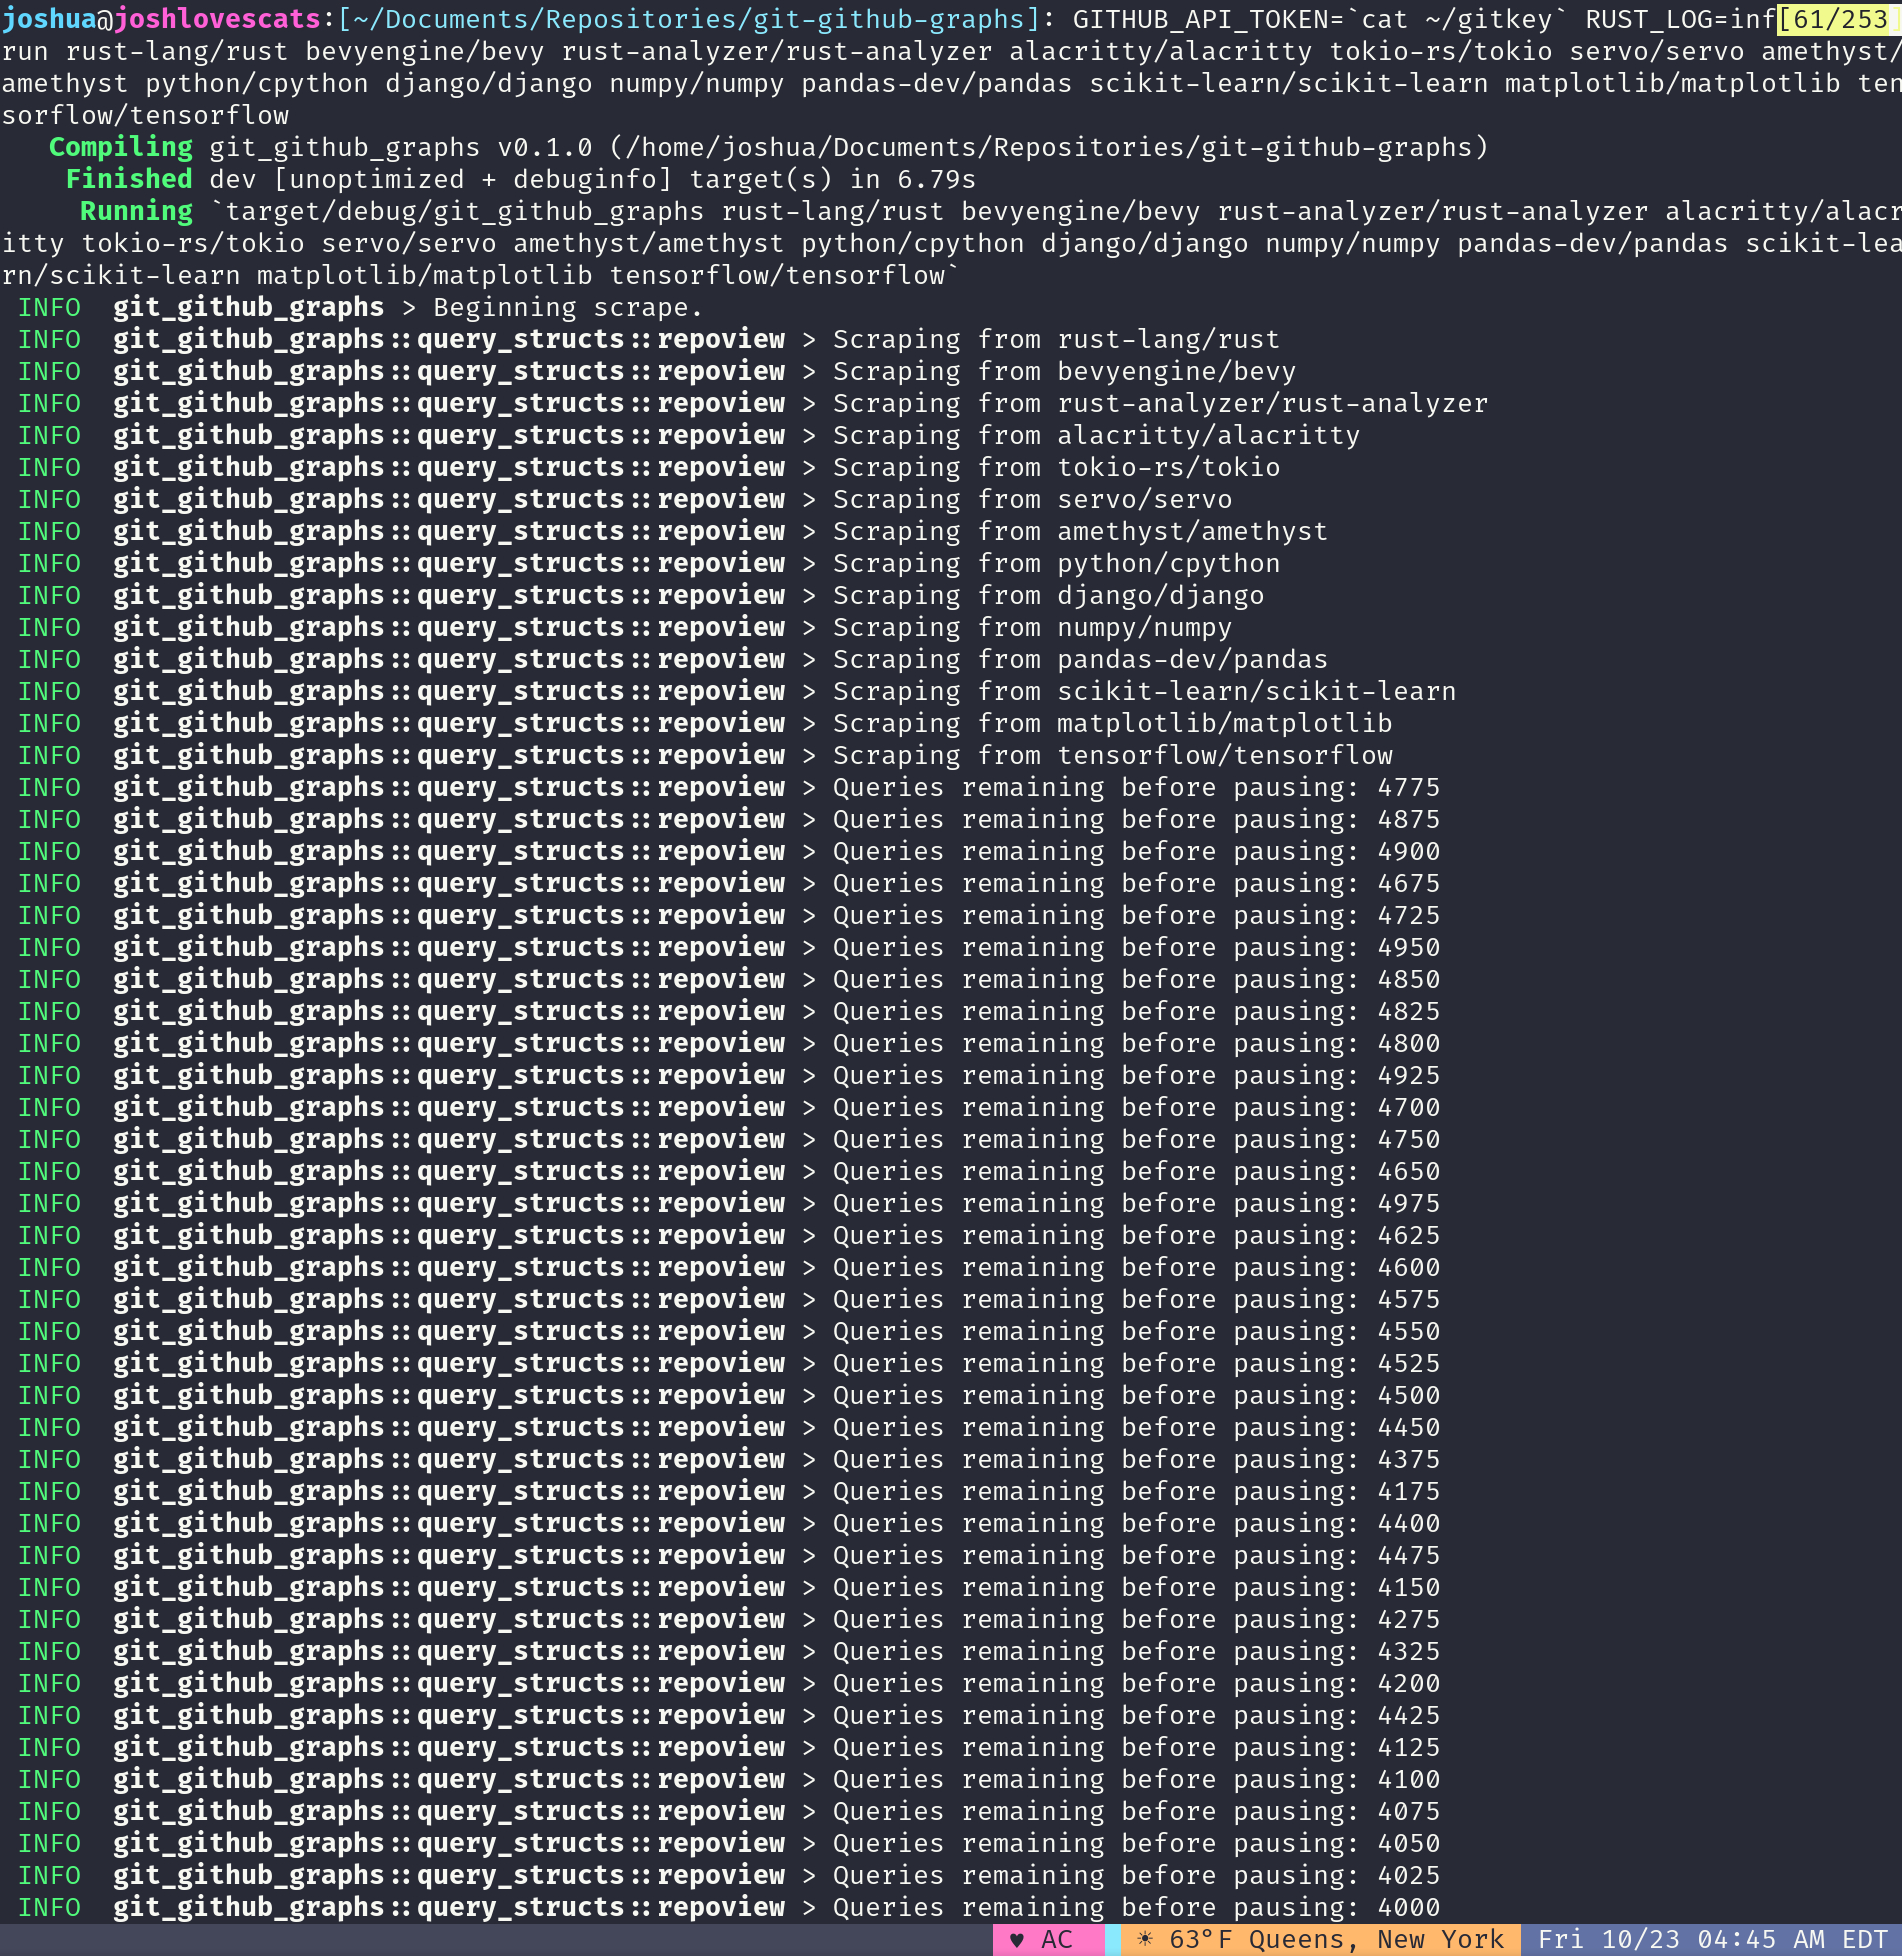 joshua@joshlovescats:[~/Documents/Repositories/git-github-graphs]: GITHUB_API_TOKEN=`cat ~/gitkey` RUST_LOG=inf[61/253
run rust-lang/rust bevyengine/bevy rust-analyzer/rust-analyzer alacritty/alacritty tokio-rs/tokio servo/servo amethyst/
amethyst python/cpython django/django numpy/numpy pandas-dev/pandas scikit-learn/scikit-learn matplotlib/matplotlib ten
sorflow/tensorflow
Compiling git_github_graphs v0.1.0 (/home/joshua/Documents/Repositories/git-github-graphs)
Finished dev [unoptimized + debuginfo] target(s) in 6.79s
Running `target/debug/git_github_graphs rust-lang/rust bevyengine/bevy rust-analyzer/rust-analyzer alacritty/alacr
itty tokio-rs/tokio servo/servo amethyst/amethyst python/cpython django/django numpy/numpy pandas-dev/pandas scikit-lea
rn/scikit-learn matplotlib/matplotlib tensorflow/tensorflow`
INFO git_github_graphs > Beginning scrape.
INFO git_github_graphs::query_structs::repoview > Scraping from rust-lang/rust
INFO git_github_graphs::query_structs::repoview > Scraping from bevyengine/bevy
INFO git_github_graphs::query_structs::repoview > Scraping from rust-analyzer/rust-analyzer
INFO git_github_graphs::query_structs::repoview > Scraping from alacritty/alacritty
INFO git_github_graphs::query_structs::repoview > Scraping from tokio-rs/tokio
INFO git_github_graphs::query_structs::repoview > Scraping from servo/servo
INFO git_github_graphs::query_structs::repoview > Scraping from amethyst/amethyst
INFO git_github_graphs::query_structs::repoview > Scraping from python/cpython
INFO git_github_graphs::query_structs::repoview > Scraping from django/django
INFO git_github_graphs::query_structs::repoview > Scraping from numpy/numpy
INFO git_github_graphs::query_structs::repoview > Scraping from pandas-dev/pandas
INFO git_github_graphs::query_structs::repoview > Scraping from scikit-learn/scikit-learn
INFO git_github_graphs::query_structs::repoview > Scraping from matplotlib/matplotlib
INFO git_github_graphs::query_structs::repoview > Scraping from tensorflow/tensorflow
INFO git_github_graphs::query_structs::repoview > Queries remaining before pausing: 4775
INFO git_github_graphs::query_structs::repoview > Queries remaining before pausing: 4875
INFO git_github_graphs::query_structs::repoview > Queries remaining before pausing: 4900
INFO git_github_graphs::query_structs::repoview > Queries remaining before pausing: 4675
INFO git_github_graphs::query_structs::repoview > Queries remaining before pausing: 4725
INFO git_github_graphs::query_structs::repoview > Queries remaining before pausing: 4950
INFO git_github_graphs::query_structs::repoview > Queries remaining before pausing: 4850
INFO git_github_graphs::query_structs::repoview > Queries remaining before pausing: 4825
INFO git_github_graphs::query_structs::repoview > Queries remaining before pausing: 4800
INFO git_github_graphs::query_structs::repoview > Queries remaining before pausing: 4925
INFO git_github_graphs::query_structs::repoview > Queries remaining before pausing: 4700
INFO git_github_graphs::query_structs::repoview > Queries remaining before pausing: 4750
INFO git_github_graphs::query_structs::repoview > Queries remaining before pausing: 4650
INFO git_github_graphs::query_structs::repoview > Queries remaining before pausing: 4975
INFO git_github_graphs::query_structs::repoview > Queries remaining before pausing: 4625
INFO git_github_graphs::query_structs::repoview > Queries remaining before pausing: 4600
INFO git_github_graphs::query_structs::repoview > Queries remaining before pausing: 4575
INFO git_github_graphs::query_structs::repoview > Queries remaining before pausing: 4550
INFO git_github_graphs::query_structs::repoview > Queries remaining before pausing: 4525
INFO git_github_graphs::query_structs::repoview > Queries remaining before pausing: 4500
INFO git_github_graphs::query_structs::repoview > Queries remaining before pausing: 4450
INFO git_github_graphs::query_structs::repoview > Queries remaining before pausing: 4375
INFO git_github_graphs::query_structs::repoview > Queries remaining before pausing: 4175
INFO git_github_graphs::query_structs::repoview > Queries remaining before pausing: 4400
INFO git_github_graphs::query_structs::repoview > Queries remaining before pausing: 4475
INFO git_github_graphs::query_structs::repoview > Queries remaining before pausing: 4150
INFO git_github_graphs::query_structs::repoview > Queries remaining before pausing: 4275
INFO git_github_graphs::query_structs::repoview > Queries remaining before pausing: 4325
INFO git_github_graphs::query_structs::repoview > Queries remaining before pausing: 4200
INFO git_github_graphs::query_structs::repoview > Queries remaining before pausing: 4425
INFO git_github_graphs::query_structs::repoview > Queries remaining before pausing: 4125
INFO git_github_graphs::query_structs::repoview > Queries remaining before pausing: 4100
INFO git_github_graphs::query_structs::repoview > Queries remaining before pausing: 4075
INFO git_github_graphs::query_structs::repoview > Queries remaining before pausing: 4050
INFO git_github_graphs::query_structs::repoview > Queries remaining before pausing: 4025
INFO git_github_graphs::query_structs::repoview > Queries remaining before pausing: 4000
♥ AC ☀ 63°F Queens, New York Fri 10/23 04:45 AM EDT